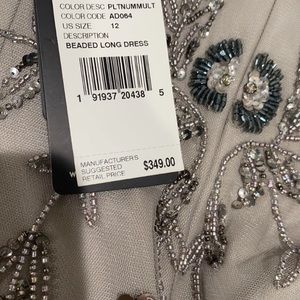 COLOR DESC PLTNUMMULT
COLOR CODE AD064
US SIZE 12
DESCRIPTION
BEADED LONG DRESS
1 91937 20438 5
MANUFACTURERS
SUGGESTED
RETAIL PRICE $349.00
W